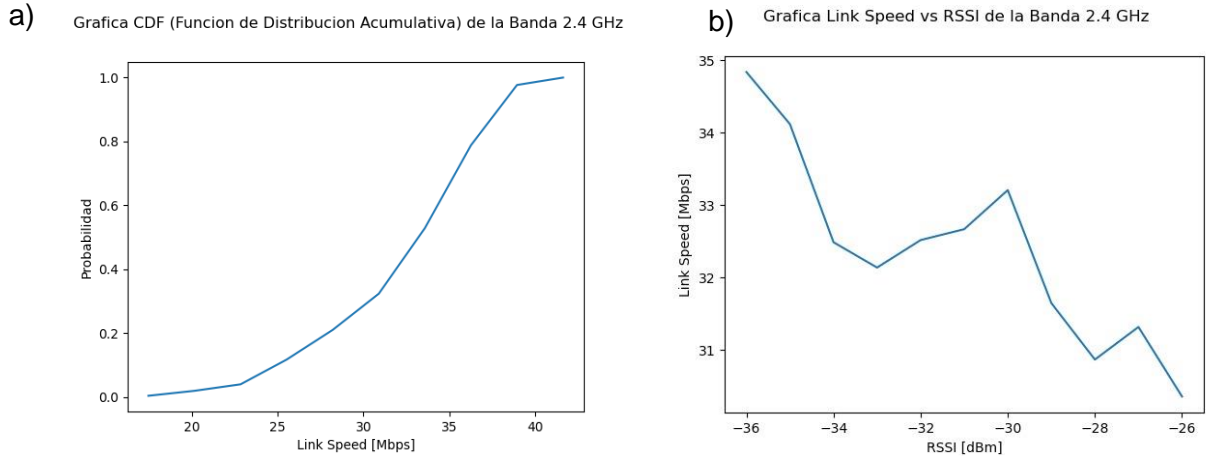 a)
Grafica CDF (Funcion de Distribucion Acumulativa) de la Banda 2.4 GHz
1.0
0.8
0.6
0.4
0.2
0.0
Probabilidad
20 25 30 35 40
Link Speed [Mbps]
b)
Grafica Link Speed vs RSSI de la Banda 2.4 GHz
35
34
33
32
31
Link Speed [Mbps]
−36 −34 −32 −30 −28 −26
RSSI [dBm]